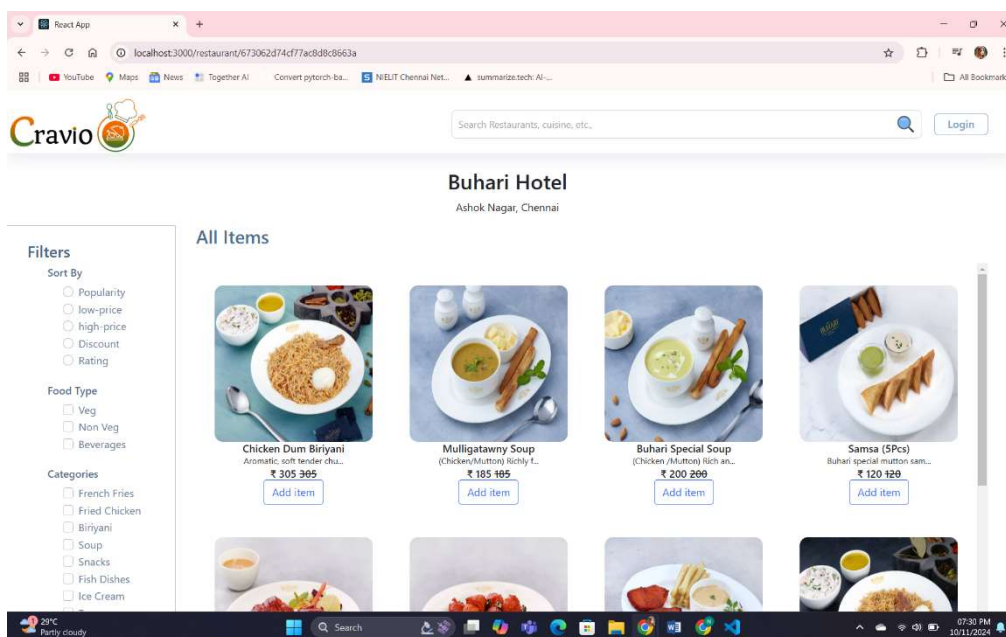 React App
localhost:3000/restaurant/673062d74cf77ac8d8c8663a
YouTube Maps News Together AI Convert pytorch-ba... NIELIT Chennai Net... summarize.tech: AI-... All Bookmark
Cravio
Search Restaurants, cuisine, etc.,
Login
Buhari Hotel
Ashok Nagar, Chennai
Filters
Sort By
Popularity
low-price
high-price
Discount
Rating
Food Type
Veg
Non Veg
Beverages
Categories
French Fries
Fried Chicken
Biriyani
Soup
Snacks
Fish Dishes
Ice Cream
All Items
Chicken Dum Biriyani
Aromatic, soft tender chu...
₹ 305 305
Add item
Mulligatawny Soup
(Chicken/Mutton) Richly f...
₹ 185 185
Add item
Buhari Special Soup
(Chicken /Mutton) Rich an...
₹ 200 200
Add item
Samsa (5Pcs)
Buhari special mutton sam...
₹ 120 120
Add item
29°C
Partly cloudy
Search
07:30 PM
10/11/2024